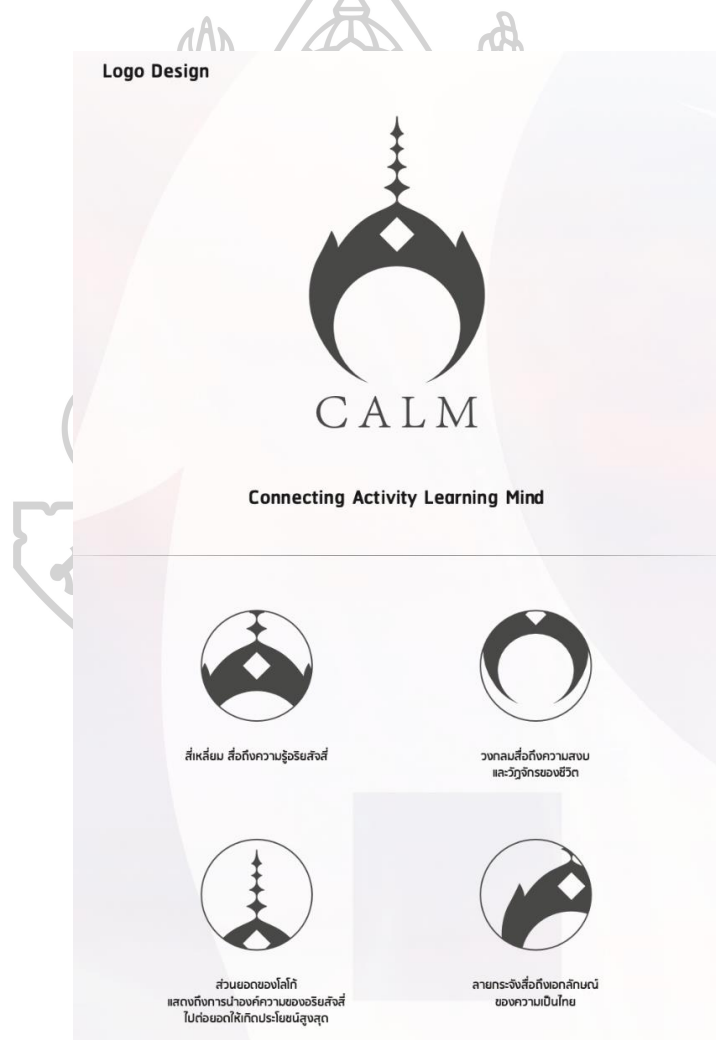 Logo Design
CALM
Connecting Activity Learning Mind
สี่เหลี่ยม สื่อถึงความรู้อริยสัจสี่
วงกลมสื่อถึงความสงบ
และวัฎจักรของชีวิต
ส่วนยอดของโลโก้
แสดงถึงการนำองค์ความของอริยสัจสี่
ไปต่อยอดให้เกิดประโยชน์สูงสุด
ลายกระจังสื่อถึงเอกลักษณ์
ของความเป็นไทย